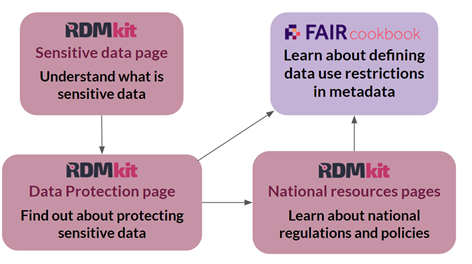 RDMkit
Sensitive data page
Understand what is
sensitive data
FAIR cookbook
Learn about defining
data use restrictions
in metadata
RDMkit
Data Protection page
Find out about protecting
sensitive data
RDMkit
National resources pages
Learn about national
regulations and policies